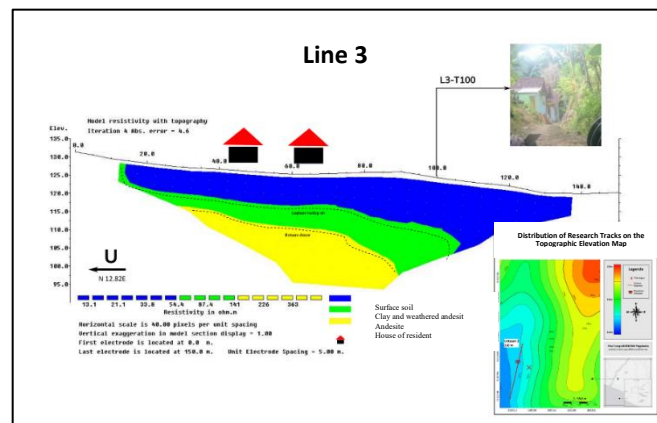 Line 3
L3-T100
Model resistivity with topography
Iteration 4 Abs. error = 4.6
Elev.
135.0
130.0
125.0
120.0
115.0
110.0
105.0
100.0
95.0
0.0
20.0
40.0
60.0
80.0
100.0
120.0
140.0
U
N 12.82E
13.1 21.1 33.8 54.4 87.4 141 226 363
Resistivity in ohm.m
Horizontal scale is 40.00 pixels per unit spacing
Vertical exaggeration in model section display = 1.00
First electrode is located at 0.0 m.
Last electrode is located at 150.0 m. Unit Electrode Spacing = 5.00 m.
Surface soil
Clay and weathered andesit
Andesite
House of resident
Distribution of Research Tracks on the
Topographic Elevation Map